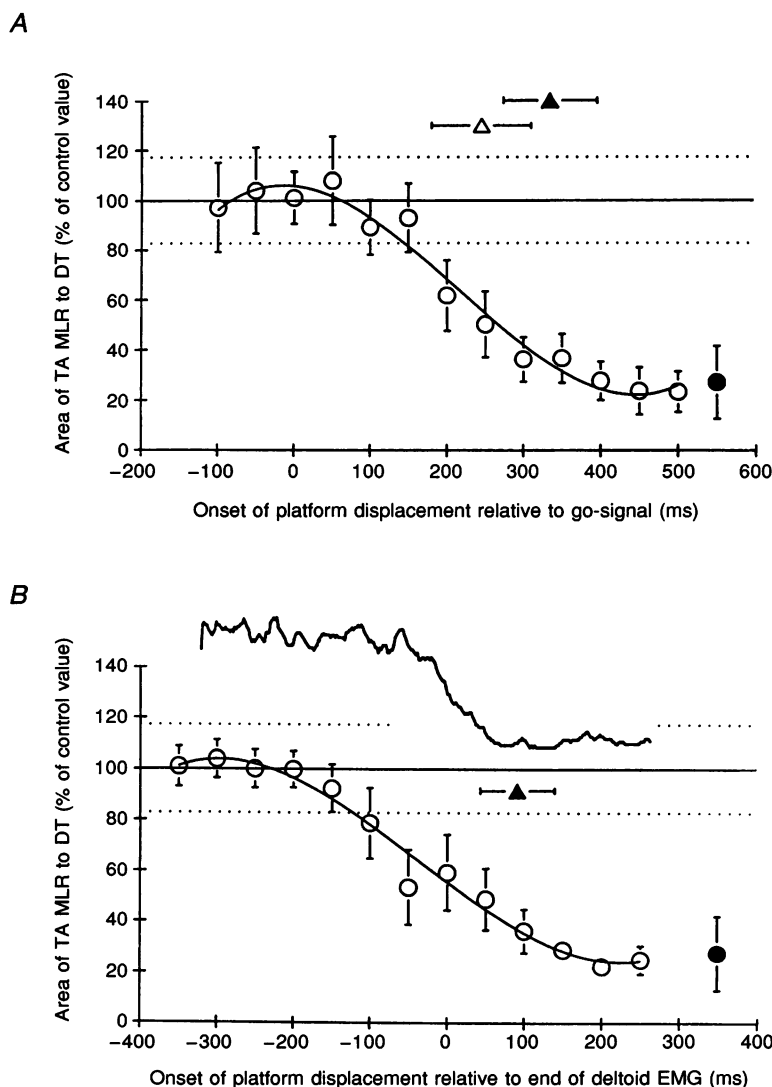 A
Area of TA MLR to DT (% of control value)
140
120
100
80
60
40
20
0
−200 −100 0 100 200 300 400 500 600
Onset of platform displacement relative to go-signal (ms)
B
Area of TA MLR to DT (% of control value)
140
120
100
80
60
40
20
0
−400 −300 −200 −100 0 100 200 300 400
Onset of platform displacement relative to end of deltoid EMG (ms)